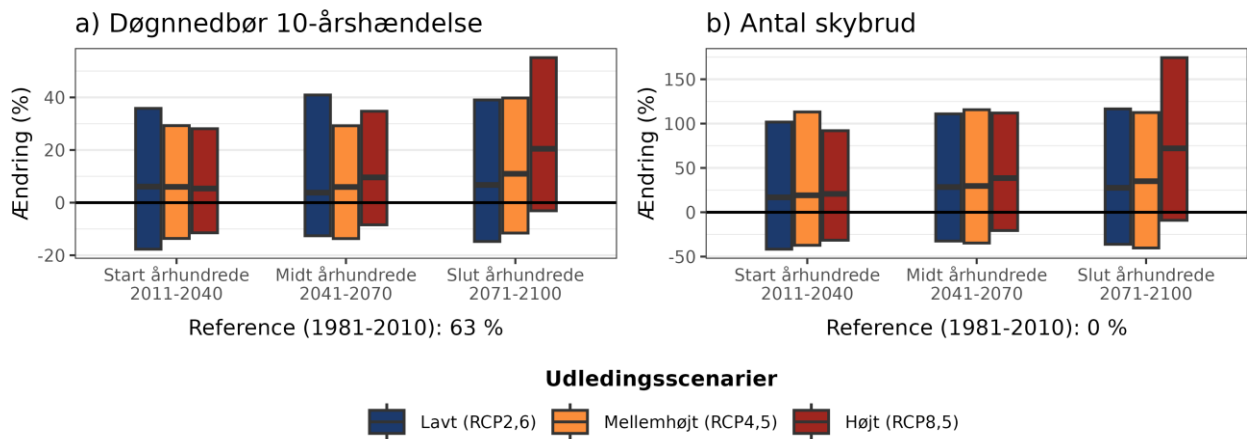 a) Døgnnedbør 10-årshændelse
Ændring (%)
40
20
0
-20
Start århundrede
2011-2040
Midt århundrede
2041-2070
Slut århundrede
2071-2100
Reference (1981-2010): 63 %
b) Antal skybrud
Ændring (%)
150
100
50
0
-50
Start århundrede
2011-2040
Midt århundrede
2041-2070
Slut århundrede
2071-2100
Reference (1981-2010): 0 %
Udledingsscenarier
Lavt (RCP2,6)
Mellemhøjt (RCP4,5)
Højt (RCP8,5)